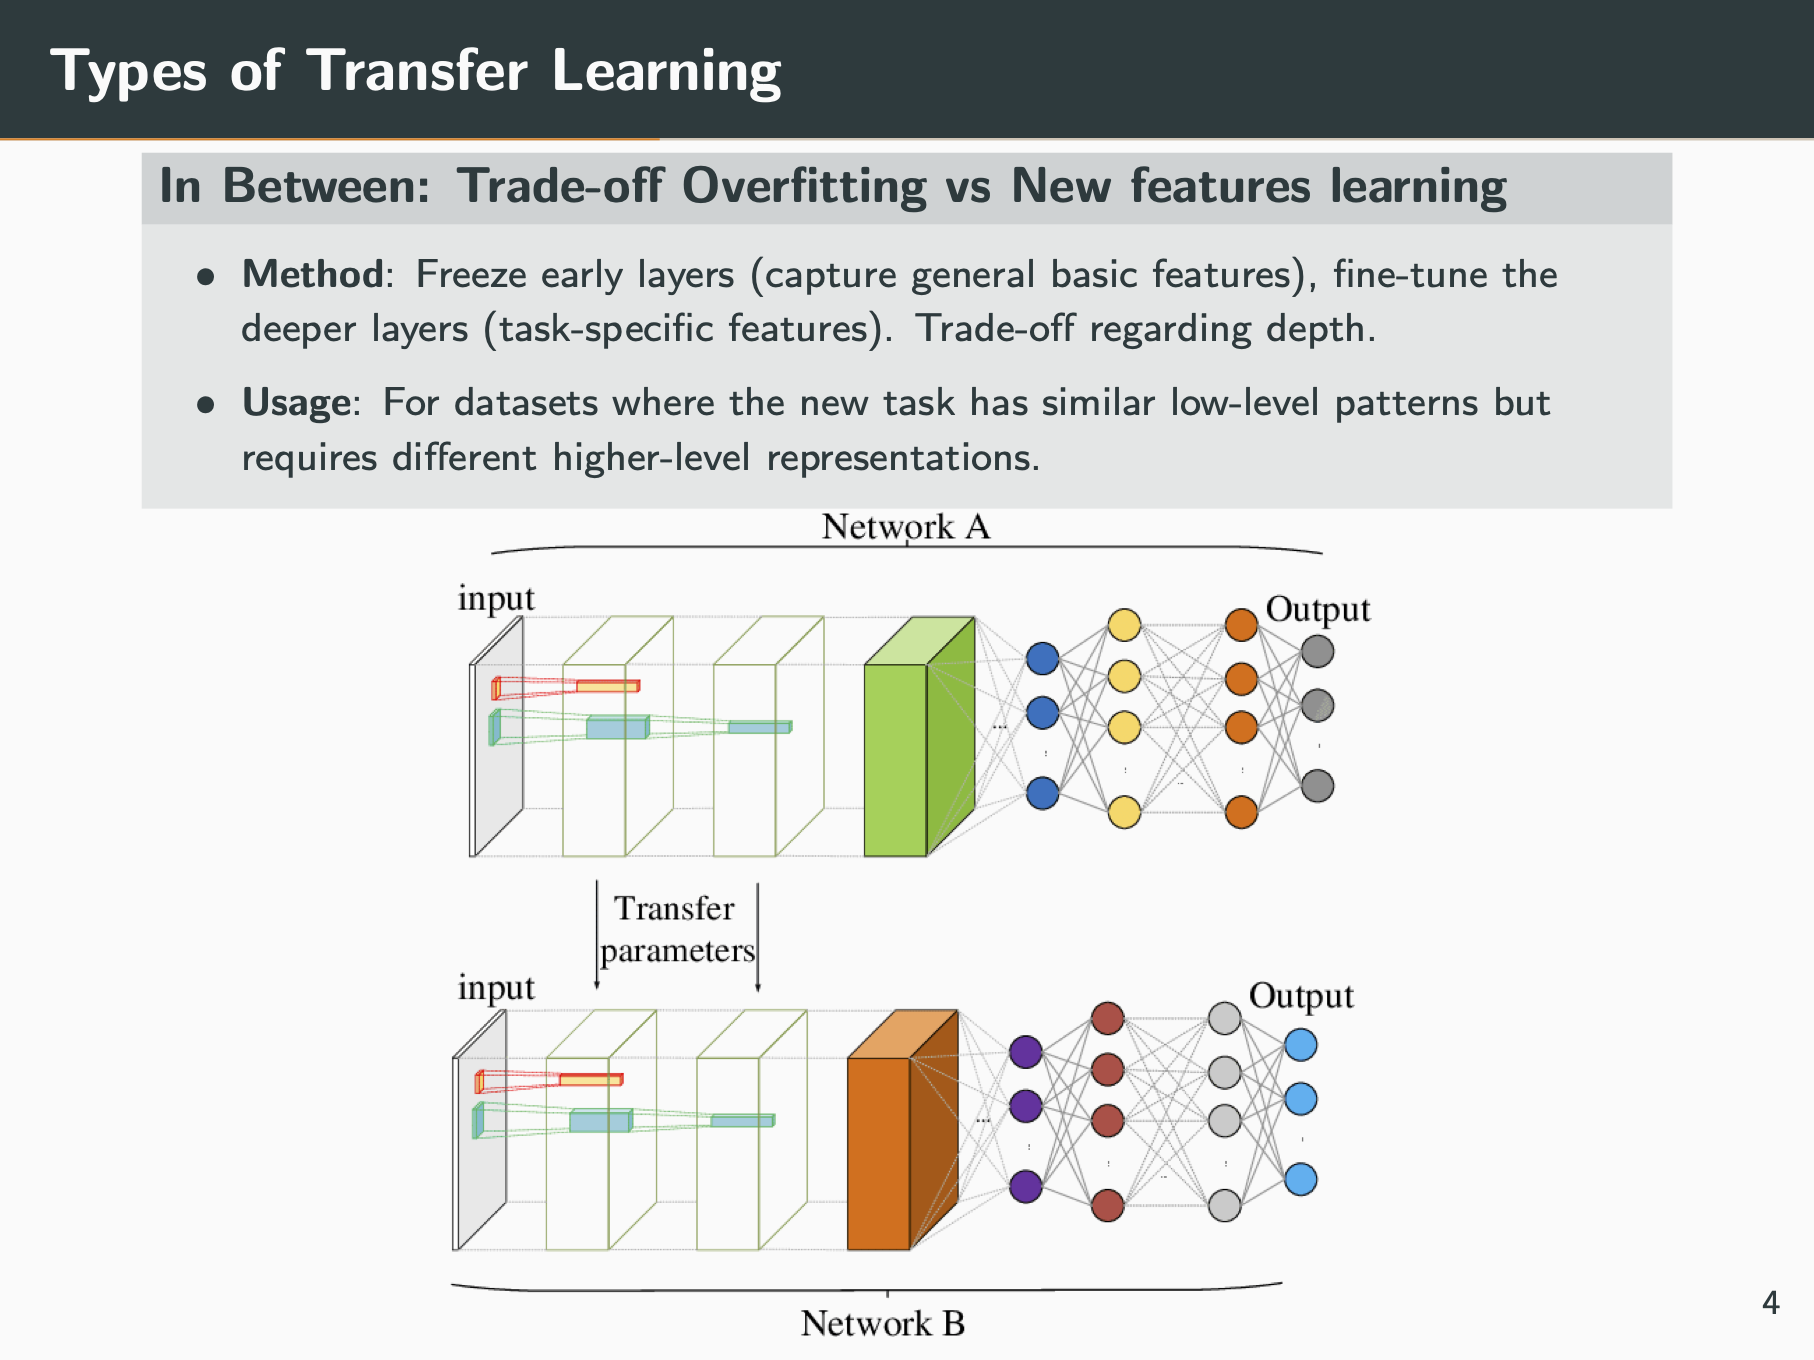 Types of Transfer Learning
In Between: Trade-off Overfitting vs New features learning
• Method: Freeze early layers (capture general basic features), fine-tune the
deeper layers (task-specific features). Trade-off regarding depth.
• Usage: For datasets where the new task has similar low-level patterns but
requires different higher-level representations.
Network A
input
Output
...
Transfer
parameters
input
Output
...
Network B
4